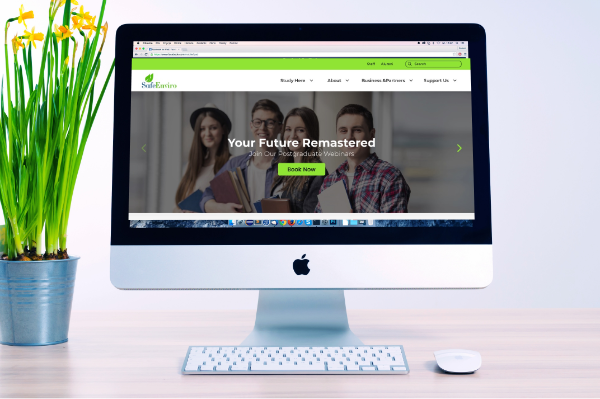 Staff   ALUMS   Search
SafeEnviro
Study Here   About   Business &Partners   Support Us
Your Future Remastered
Join Our Postgraduate Webinars
Book Now